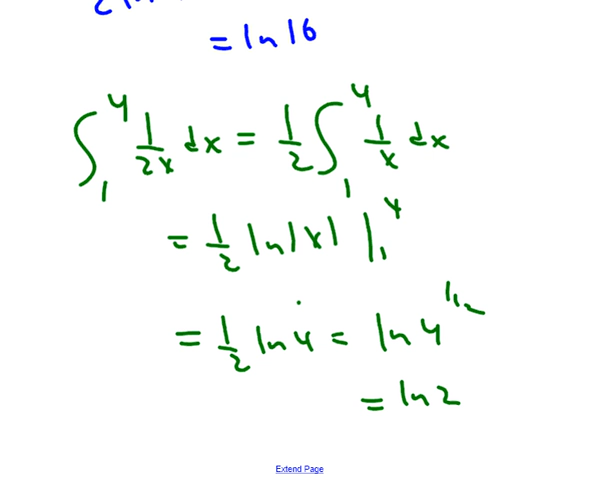 = ln 16
∫₁⁴ 1/2x dx = 1/2 ∫₁⁴ 1/x dx
= 1/2 ln|x| |₁⁴
= 1/2 ln 4 = ln 4^1/2
= ln 2
Extend Page